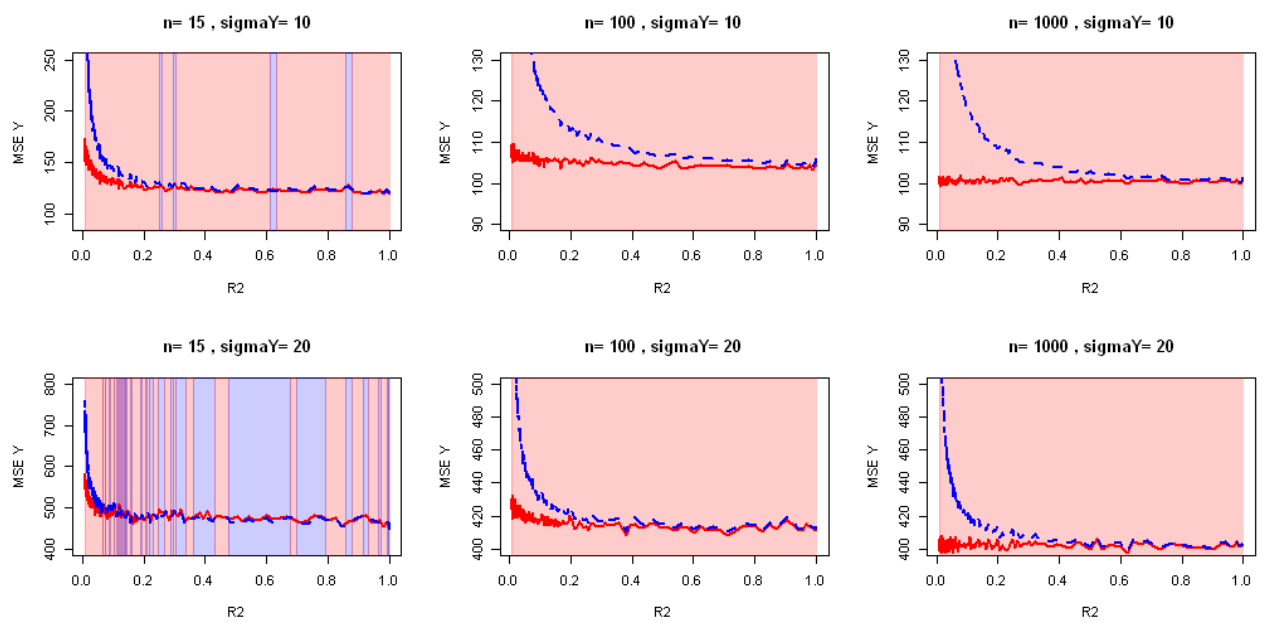 n= 15 , sigmaY= 10
MSE Y
250
200
150
100
0.0 0.2 0.4 0.6 0.8 1.0
R2
n= 100 , sigmaY= 10
MSE Y
130
120
110
100
90
0.0 0.2 0.4 0.6 0.8 1.0
R2
n= 1000 , sigmaY= 10
MSE Y
130
120
110
100
90
0.0 0.2 0.4 0.6 0.8 1.0
R2
n= 15 , sigmaY= 20
MSE Y
800
700
600
500
400
0.0 0.2 0.4 0.6 0.8 1.0
R2
n= 100 , sigmaY= 20
MSE Y
500
480
460
440
420
400
0.0 0.2 0.4 0.6 0.8 1.0
R2
n= 1000 , sigmaY= 20
MSE Y
500
480
460
440
420
400
0.0 0.2 0.4 0.6 0.8 1.0
R2